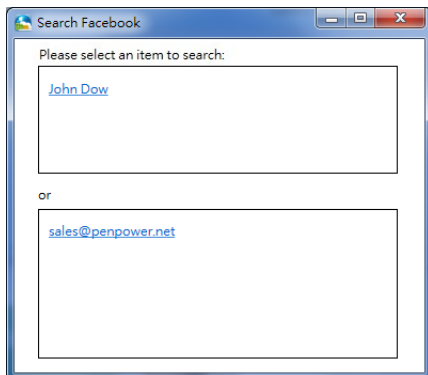 Search Facebook
Please select an item to search:
John Dow
or
sales@penpower.net